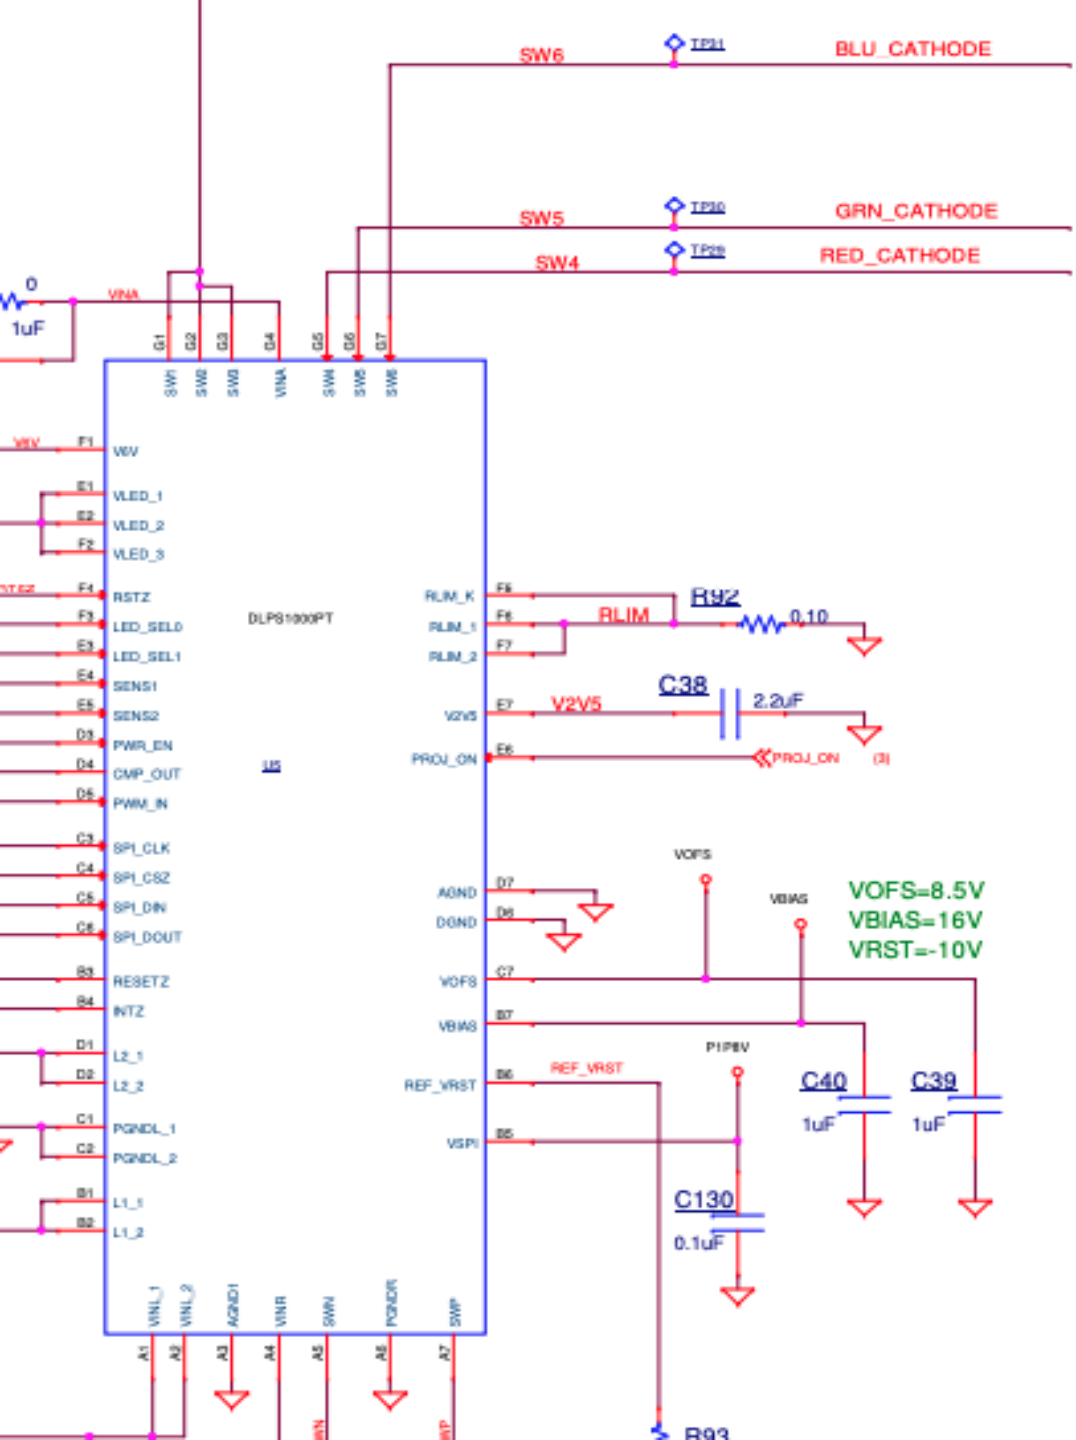 TP31
SW6
BLU_CATHODE
TP30
SW5
GRN_CATHODE
TP29
SW4
RED_CATHODE
0
VINA
1uF
G1
G2
G3
G4
G5
G6
G7
SW1
SW2
SW3
VINA
SW4
SW5
SW6
V6V
F1
V6V
E1
VLED_1
E2
VLED_2
F2
VLED_3
F4
RSTZ
F3
LED_SEL0
E3
LED_SEL1
E4
SENS1
E5
SENS2
D3
PWR_EN
D4
CMP_OUT
D5
PWM_IN
C3
SPI_CLK
C4
SPI_CSZ
C5
SPI_DIN
C6
SPI_DOUT
B3
RESETZ
B4
INTZ
D1
L2_1
D2
L2_2
C1
PGNDL_1
C2
PGNDL_2
B1
L1_1
B2
L1_2
DLPS1000PT
U5
RLIM_K
F5
RLIM_1
F6
RLIM
R92
0.10
RLIM_2
F7
V2V5
E7
V2V5
C38
2.2uF
PROJ_ON
E6
PROJ_ON
(3)
AGND
D7
DGND
D6
VOFS
VBIAS
VOFS=8.5V
VBIAS=16V
VRST=-10V
VOFS
C7
VBIAS
B7
REF_VRST
B6
REF_VRST
P1P8V
VSPI
B5
C40
1uF
C39
1uF
C130
0.1uF
VINL_1
VINL_2
AGND1
VINR
SWN
PGNDR
SWP
A1
A2
A3
A4
A5
A6
A7
R93